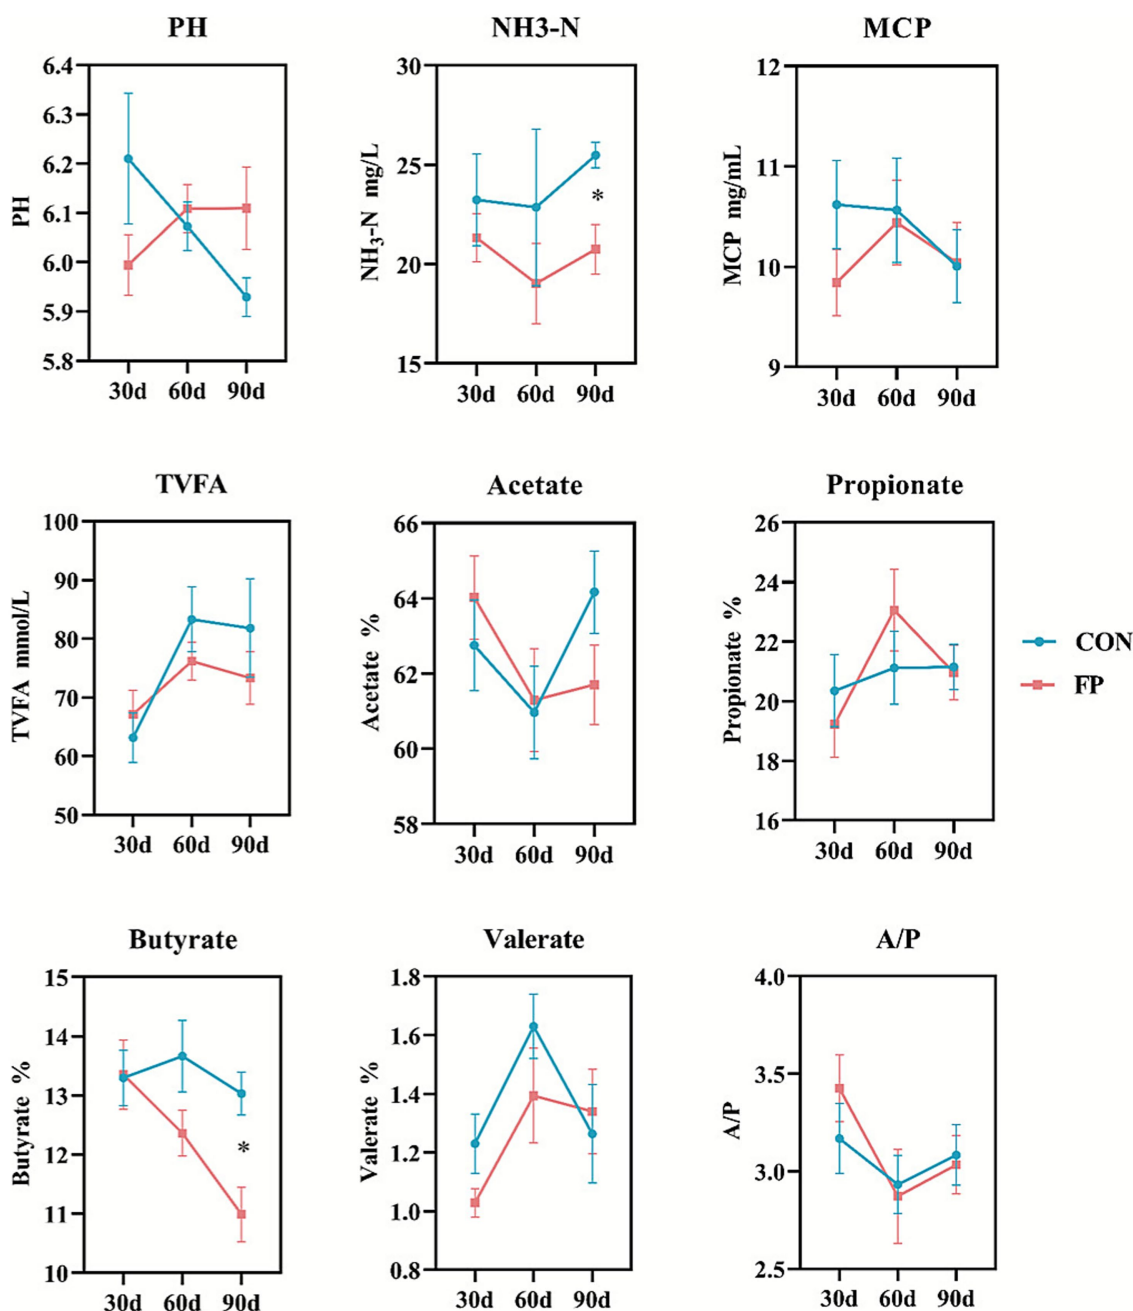 PH NH3-N MCP
6.4
6.3
6.2
6.1
6.0
5.9
5.8
PH
30d 60d 90d
30
25
20
15
NH3-N mg/L
*
30d 60d 90d
12
11
10
9
MCP mg/mL
30d 60d 90d
TVFA Acetate Propionate
100
90
80
70
60
50
TVFA mmol/L
30d 60d 90d
66
64
62
60
58
Acetate %
30d 60d 90d
26
24
22
20
18
16
Propionate %
30d 60d 90d
CON
FP
Butyrate Valerate A/P
15
14
13
12
11
10
Butyrate %
*
30d 60d 90d
1.8
1.6
1.4
1.2
1.0
0.8
Valerate %
30d 60d 90d
4.0
3.5
3.0
2.5
A/P
30d 60d 90d